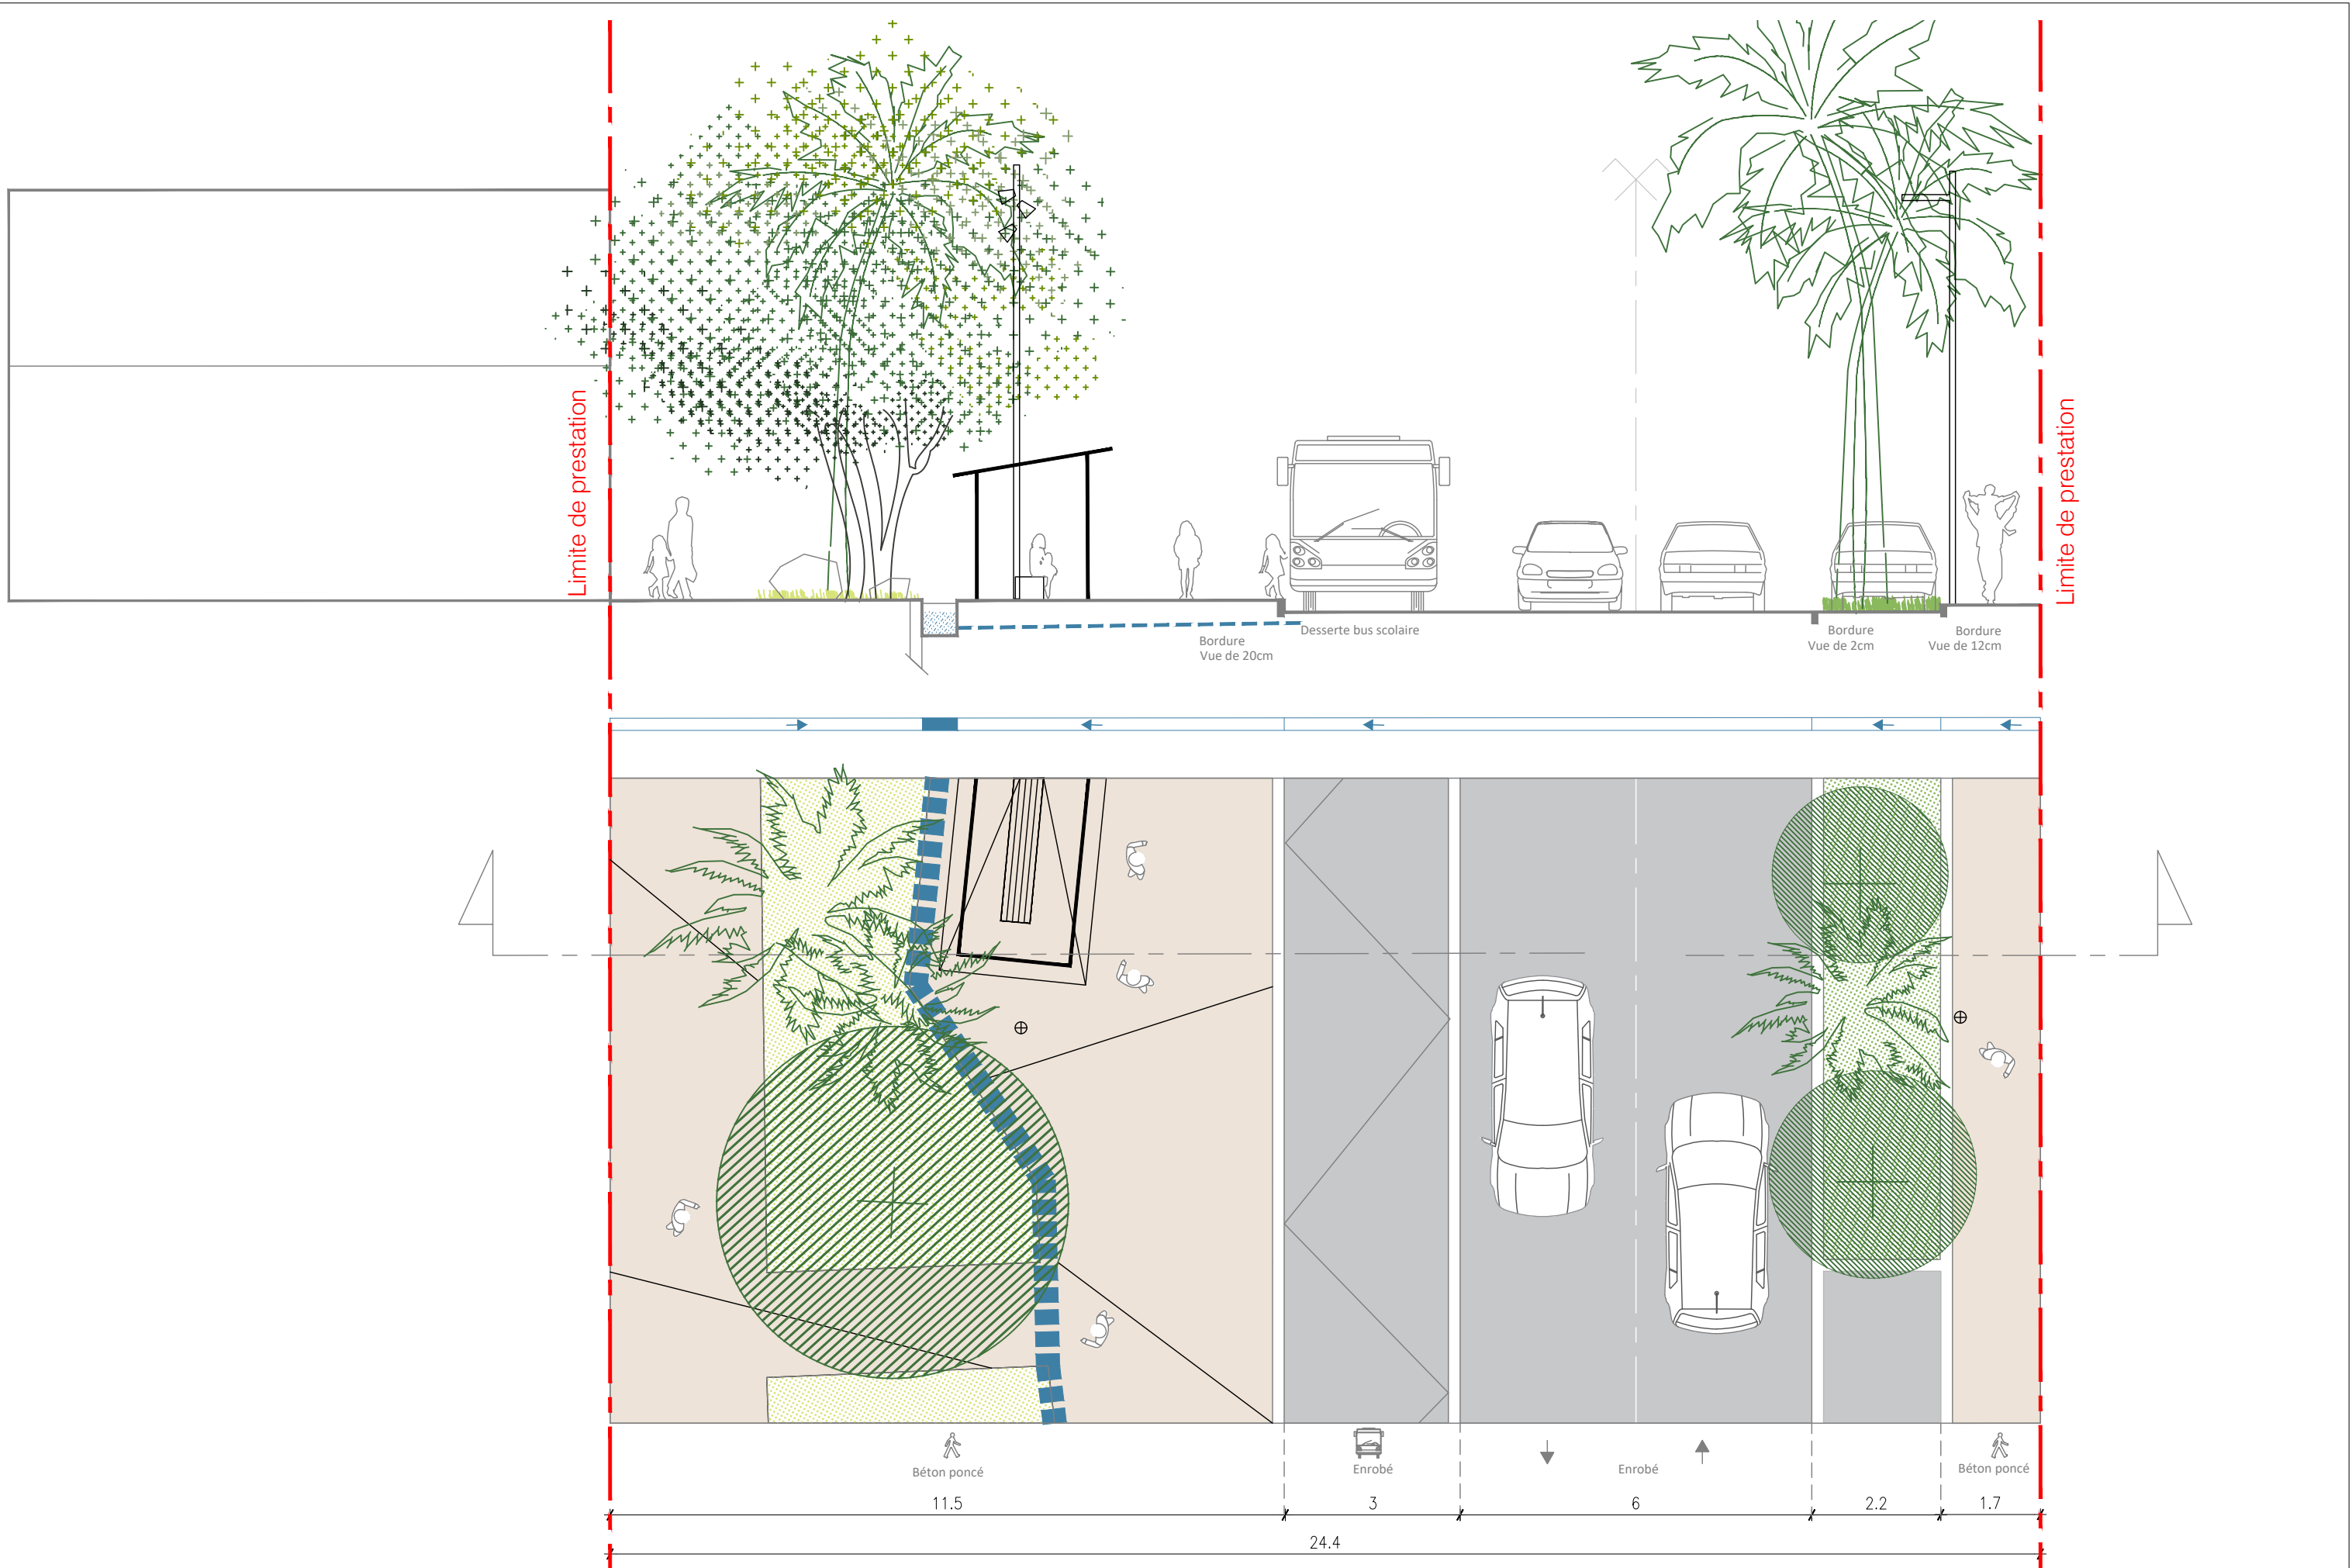 Limite de prestation
Limite de prestation
Bordure
Vue de 20cm
Desserte bus scolaire
Bordure
Vue de 2cm
Bordure
Vue de 12cm
Béton poncé
Enrobé
Enrobé
Béton poncé
11.5
3
6
2.2
1.7
24.4